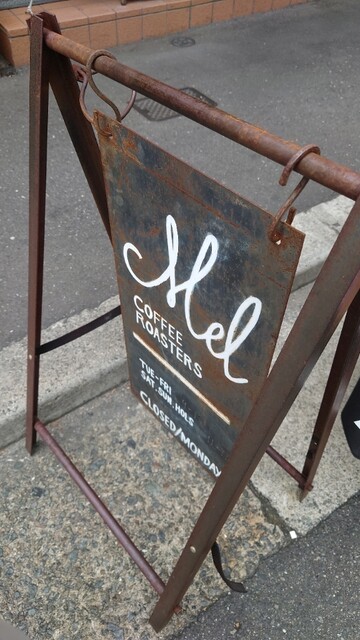 Mel
COFFEE
ROASTERS
TUE-FRI
SAT.SUN.HOLS
CLOSED/MONDAY